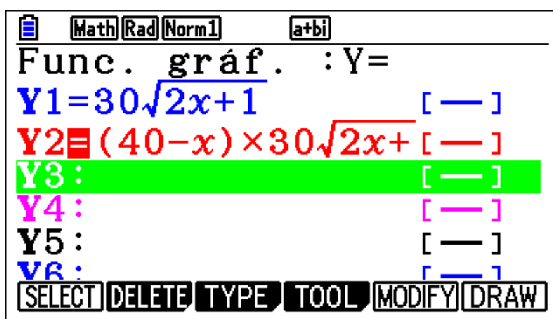 Math Rad Norm1 a+bi
Func. gráf. :Y=
Y1=30√2x+1 [—]
Y2=(40−x)×30√2x+ [—]
Y3: [—]
Y4: [—]
Y5: [—]
Y6: [—]
SELECT DELETE TYPE TOOL MODIFY DRAW